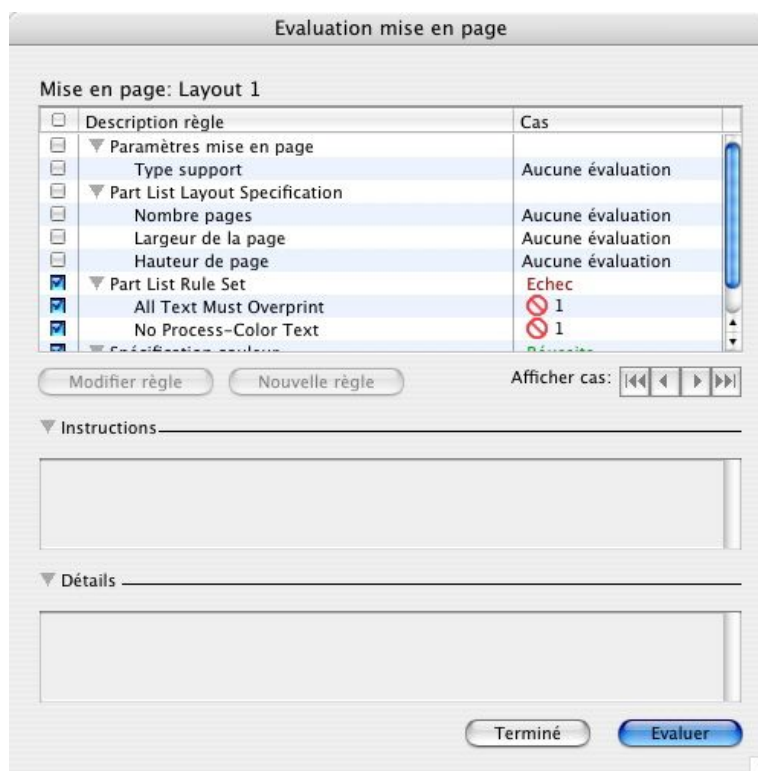 Evaluation mise en page
Mise en page: Layout 1
Description règle Cas
Paramètres mise en page
Type support Aucune évaluation
Part List Layout Specification
Nombre pages Aucune évaluation
Largeur de la page Aucune évaluation
Hauteur de page Aucune évaluation
Part List Rule Set Echec
All Text Must Overprint 1
No Process-Color Text 1
Spécification couleur Réussite
Modifier règle Nouvelle règle Afficher cas:
Instructions
Détails
Terminé Evaluer